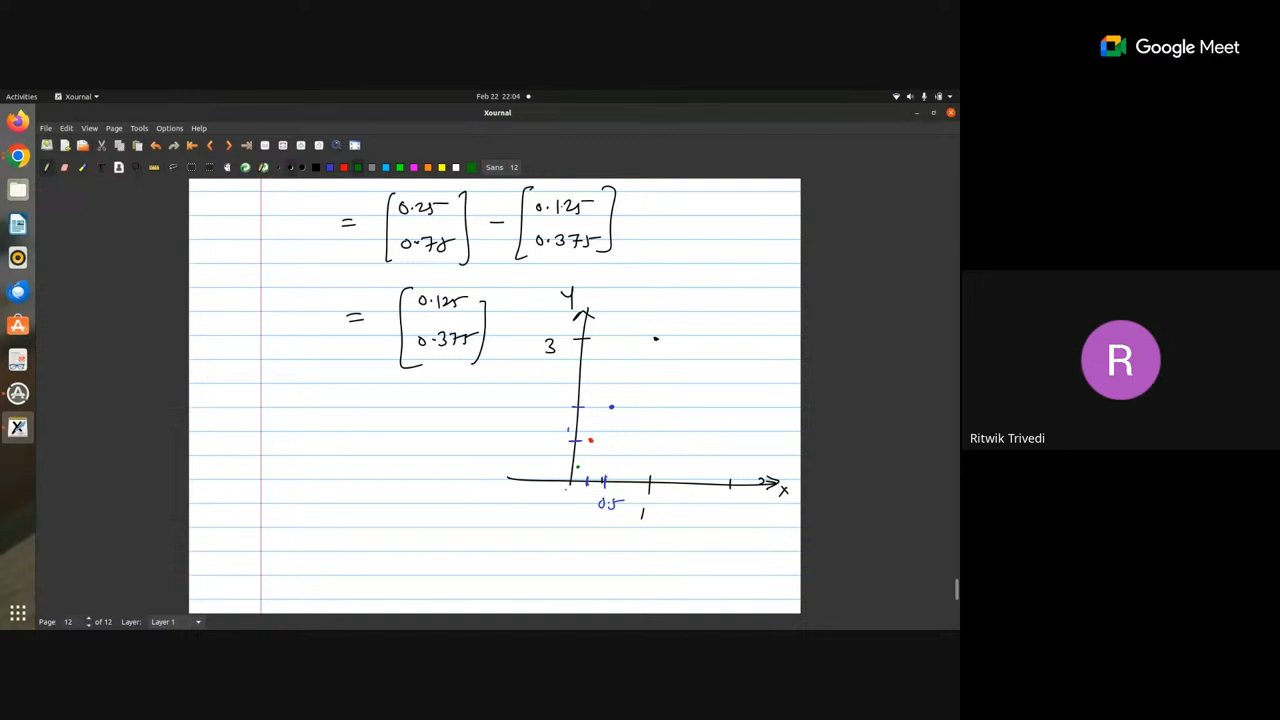 Google Meet
Activities
Xournal
Feb 22 22:04
Xournal
File Edit View Page Tools Options Help
Sans 12
= [0.25 0.75] - [0.125 0.375]
= [0.125 0.375]
Y
3
0.5
1
x
Ritwik Trivedi
R
Page 12 of 12 Layer: Layer 1